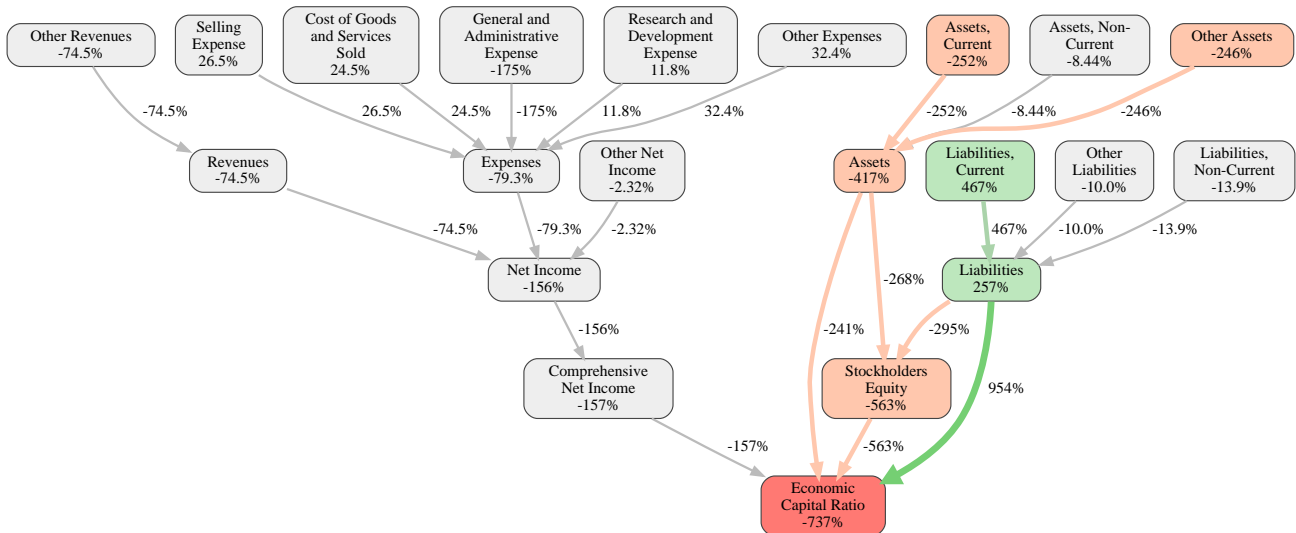 Other Revenues
-74.5%
Selling
Expense
26.5%
Cost of Goods
and Services
Sold
24.5%
General and
Administrative
Expense
-175%
Research and
Development
Expense
11.8%
Other Expenses
32.4%
Assets,
Current
-252%
Assets, Non-
Current
-8.44%
Other Assets
-246%
-74.5%
26.5%
24.5%
-175%
11.8%
32.4%
-252%
-8.44%
-246%
Revenues
-74.5%
Expenses
-79.3%
Other Net
Income
-2.32%
Assets
-417%
Liabilities,
Current
467%
Other
Liabilities
-10.0%
Liabilities,
Non-Current
-13.9%
-74.5%
-79.3%
-2.32%
467%
-10.0%
-13.9%
Net Income
-156%
-268%
Liabilities
257%
-156%
-241%
-295%
Comprehensive
Net Income
-157%
Stockholders
Equity
-563%
954%
-157%
-563%
Economic
Capital Ratio
-737%